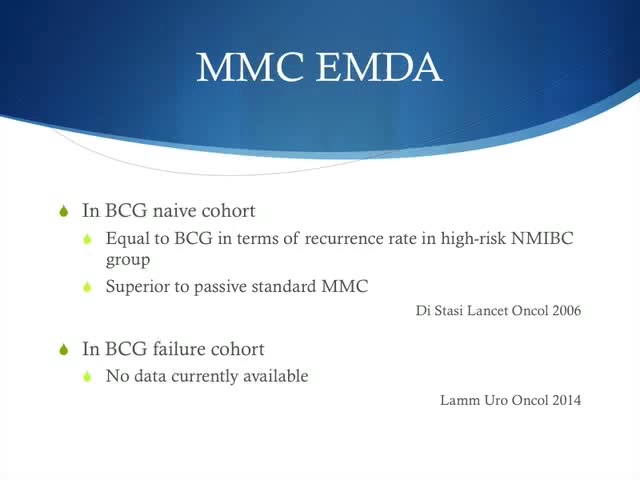 MMC EMDA
In BCG naive cohort
Equal to BCG in terms of recurrence rate in high-risk NMIBC
group
Superior to passive standard MMC
Di Stasi Lancet Oncol 2006
In BCG failure cohort
No data currently available
Lamm Uro Oncol 2014